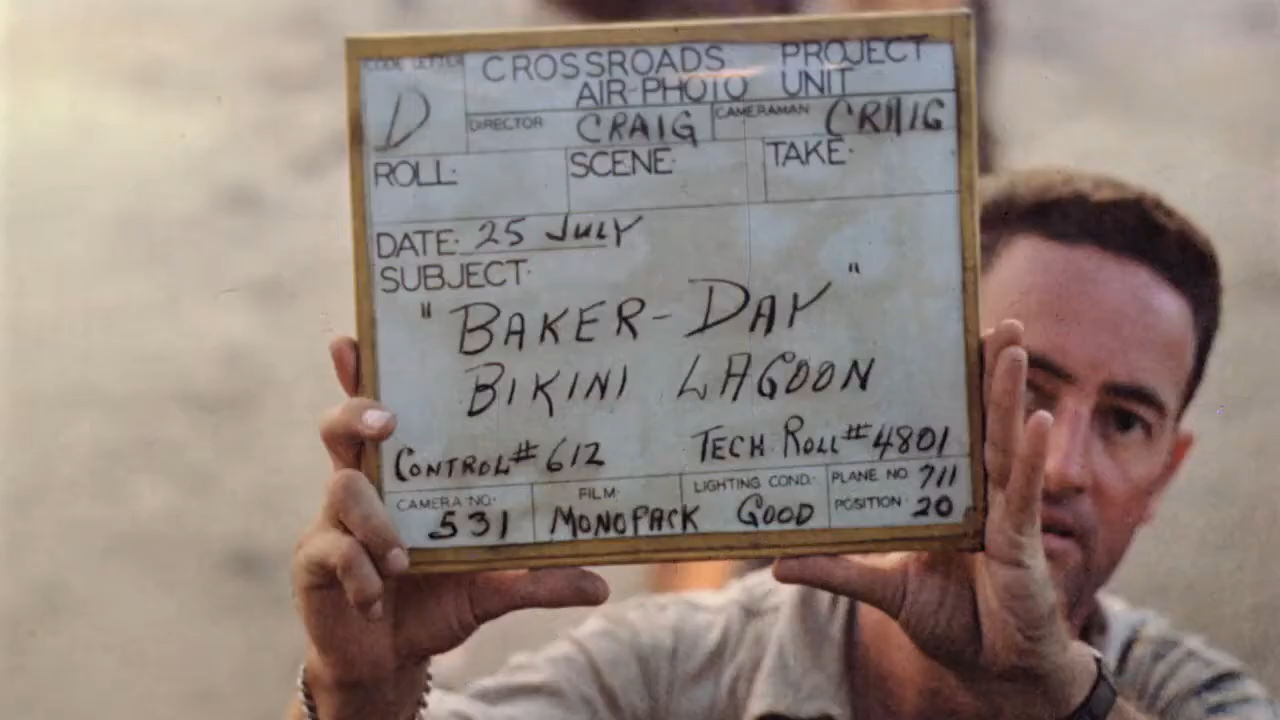 CODE LETTER
D
CROSSROADS PROJECT
AIR-PHOTO UNIT
DIRECTOR CRAIG CAMERAMAN CRAIG
ROLL: SCENE: TAKE:
DATE: 25 JULY
SUBJECT:
"BAKER-DAY"
BIKINI LAGOON
CONTROL# 612 TECH. ROLL# 4801
CAMERA NO. 531 FILM: MONOPACK LIGHTING COND: GOOD PLANE NO. 711
POSITION 20